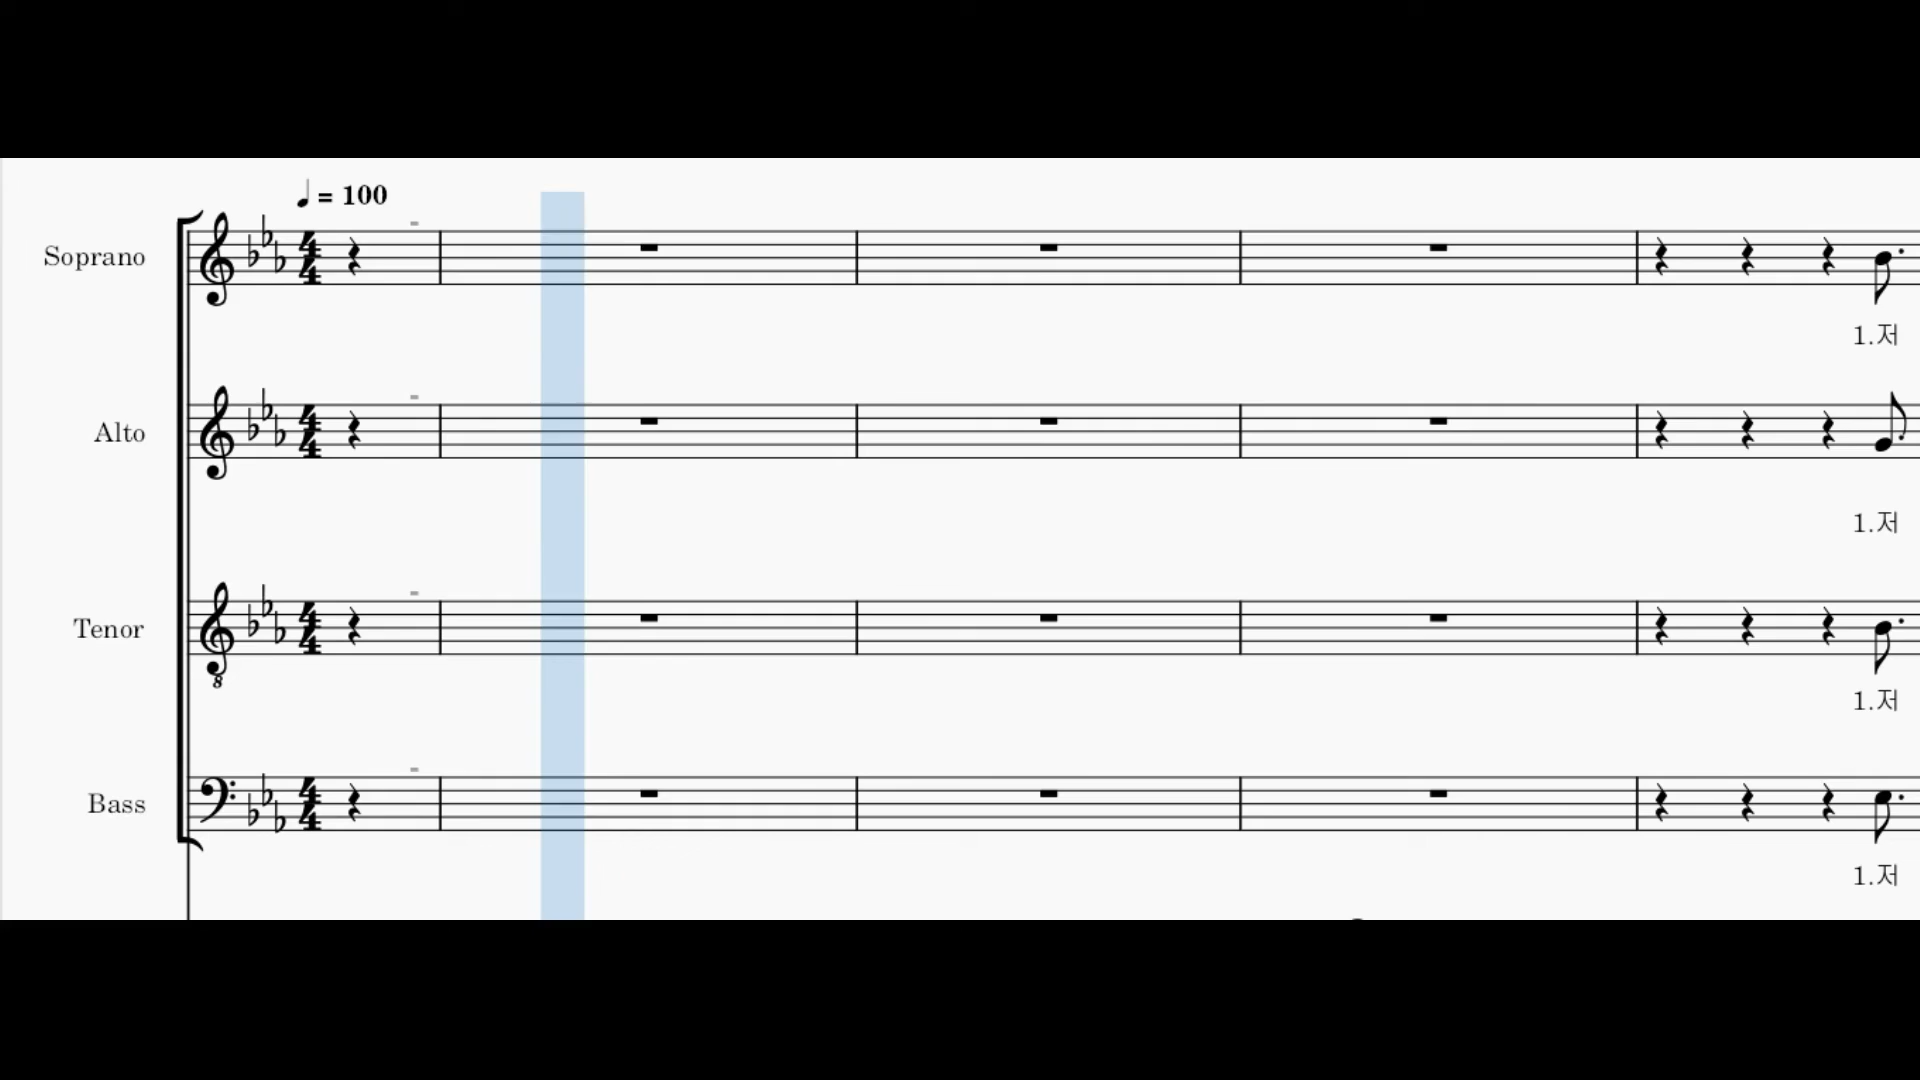 ♩ = 100
Soprano
1.저
Alto
1.저
Tenor
1.저
Bass
1.저